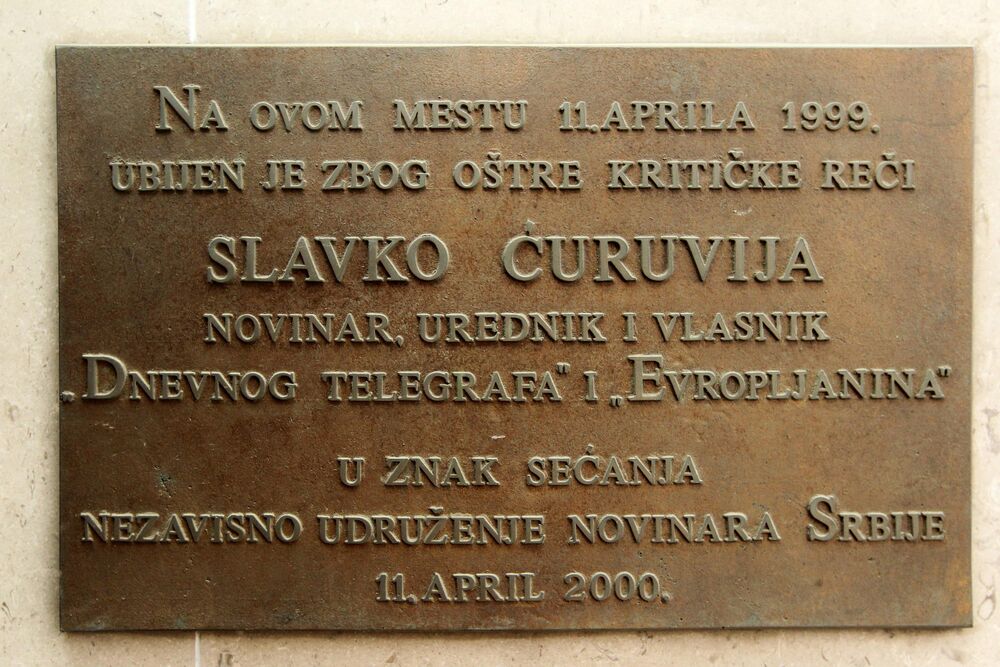 Na ovom mestu 11.aprila 1999.
ubijen je zbog oštre kritičke reči
SLAVKO ĆURUVIJA
novinar, urednik i vlasnik
„Dnevnog telegrafa" i „Evropljanina"
u znak sećanja
nezavisno udruženje novinara Srbije
11.april 2000.